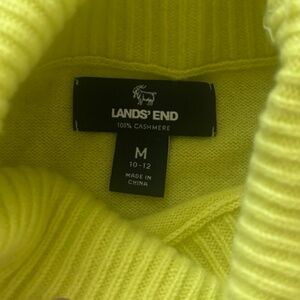 LANDS' END
100% CASHMERE
M
10-12
MADE IN
CHINA